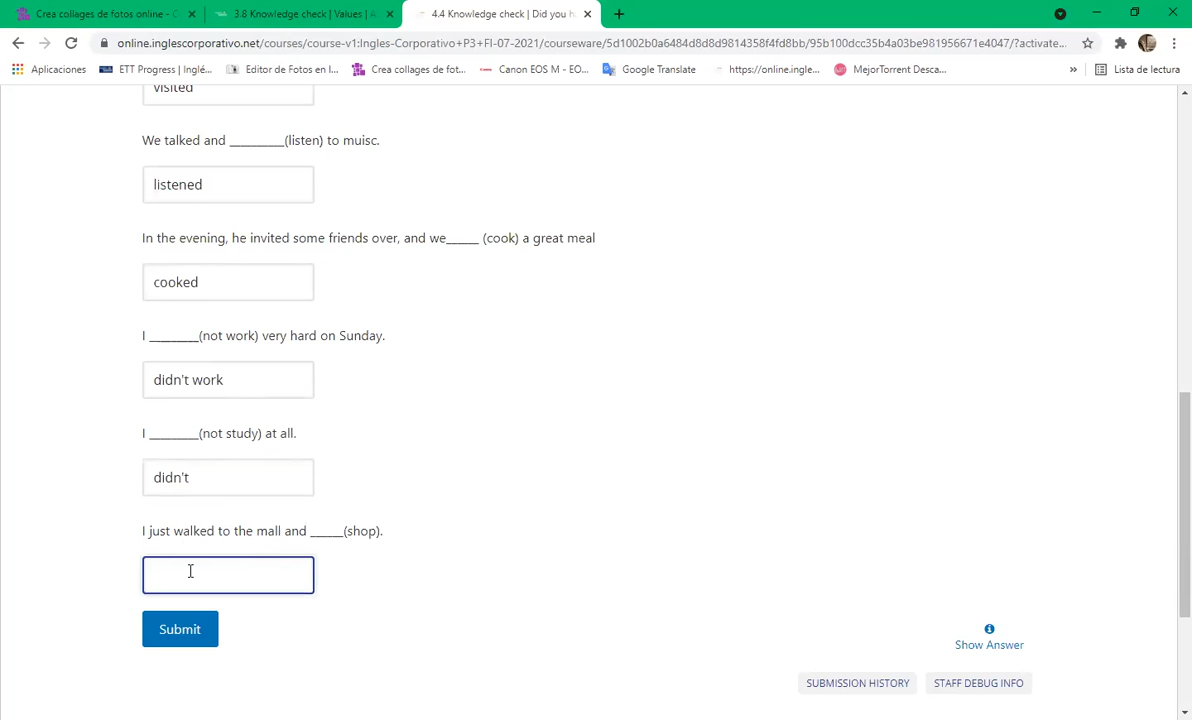 Crea collages de fotos online - C
3.8 Knowledge check | Values | A
4.4 Knowledge check | Did you h
online.inglescorporativo.net/courses/course-v1:Ingles-Corporativo+P3+FI-07-2021/courseware/5d1002b0a6484d8d8d9814358f4fd8bb/95b100dcc35b4a03be981956671e4047/?activate...
Aplicaciones
ETT Progress | Inglé...
Editor de Fotos en l...
Crea collages de fot...
Canon EOS M - EO...
Google Translate
https://online.ingle...
MejorTorrent Desca...
»
Lista de lectura
visited
We talked and _________(listen) to muisc.
listened
In the evening, he invited some friends over, and we______ (cook) a great meal
cooked
I _________(not work) very hard on Sunday.
didn't work
I _________(not study) at all.
didn't
I just walked to the mall and ______(shop).
Submit
Show Answer
SUBMISSION HISTORY
STAFF DEBUG INFO